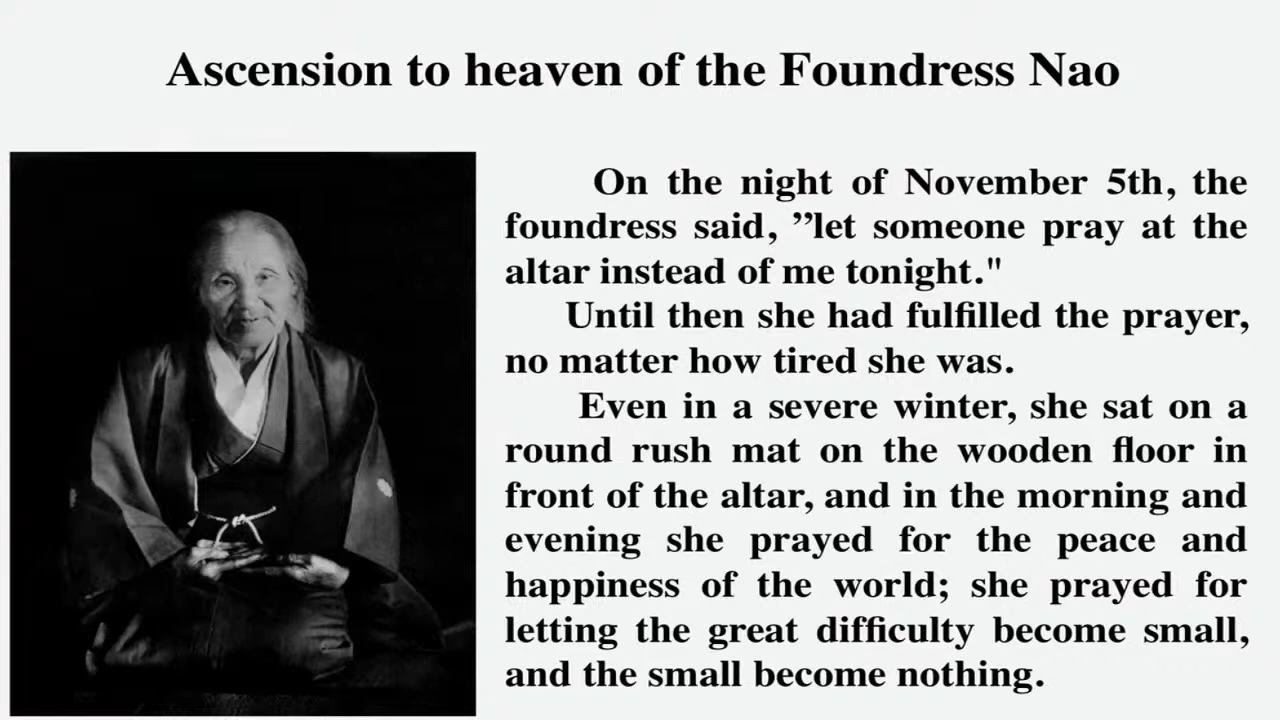 Ascension to heaven of the Foundress Nao
On the night of November 5th, the
foundress said, ”let someone pray at the
altar instead of me tonight."
Until then she had fulfilled the prayer,
no matter how tired she was.
Even in a severe winter, she sat on a
round rush mat on the wooden floor in
front of the altar, and in the morning and
evening she prayed for the peace and
happiness of the world; she prayed for
letting the great difficulty become small,
and the small become nothing.